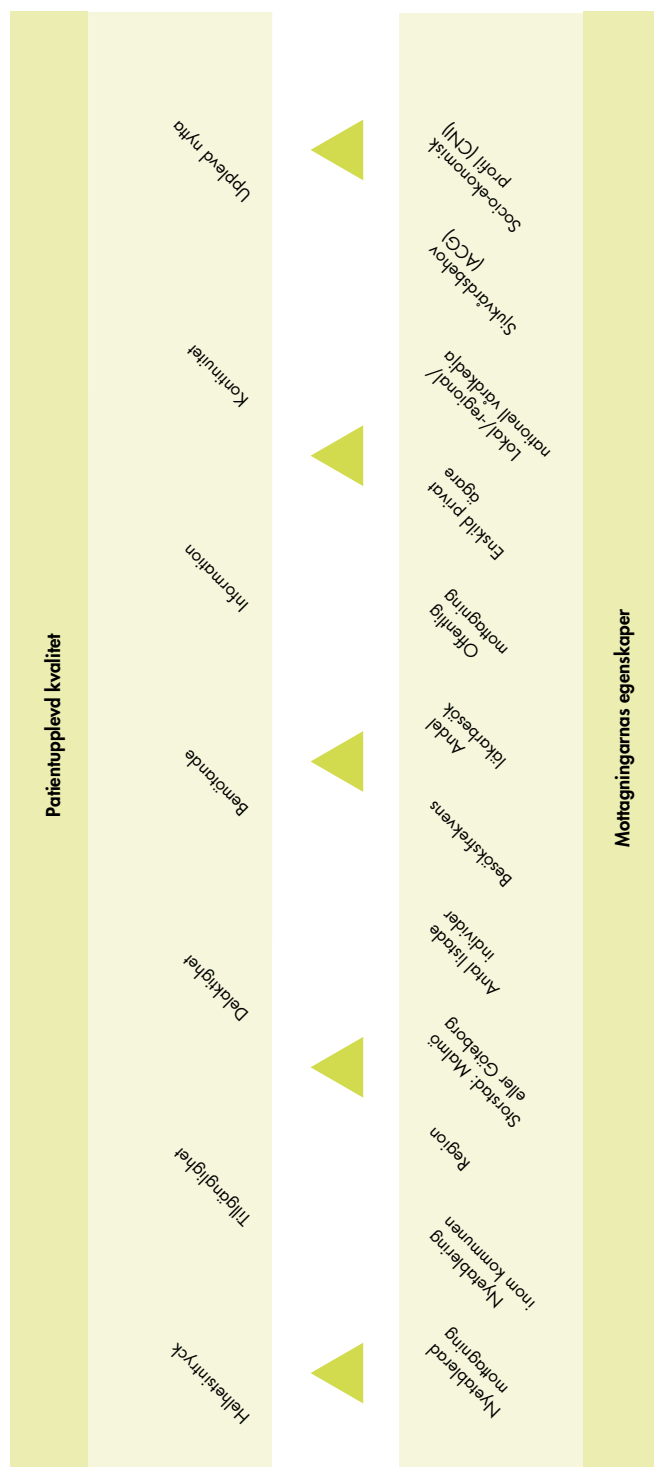 Patientupplevd kvalitet
Helhetsintryck
Tillgänglighet
Delaktighet
Bemötande
Information
Kontinuitet
Upplevd nytta
Nyetablerad
mottagning
Nyetablering
inom kommunen
Region
Storstad: Malmö
eller Göteborg
Antal listade
individer
Besöksfrekvens
Andel
läkarbesök
Offentlig
mottagning
Enskild privat
ägare
Lokal/-regional/
nationell vårdkedja
Sjukvårdsbehov
(ACG)
Socio-ekonomisk
profil (CNI)
Mottagningarnas egenskaper